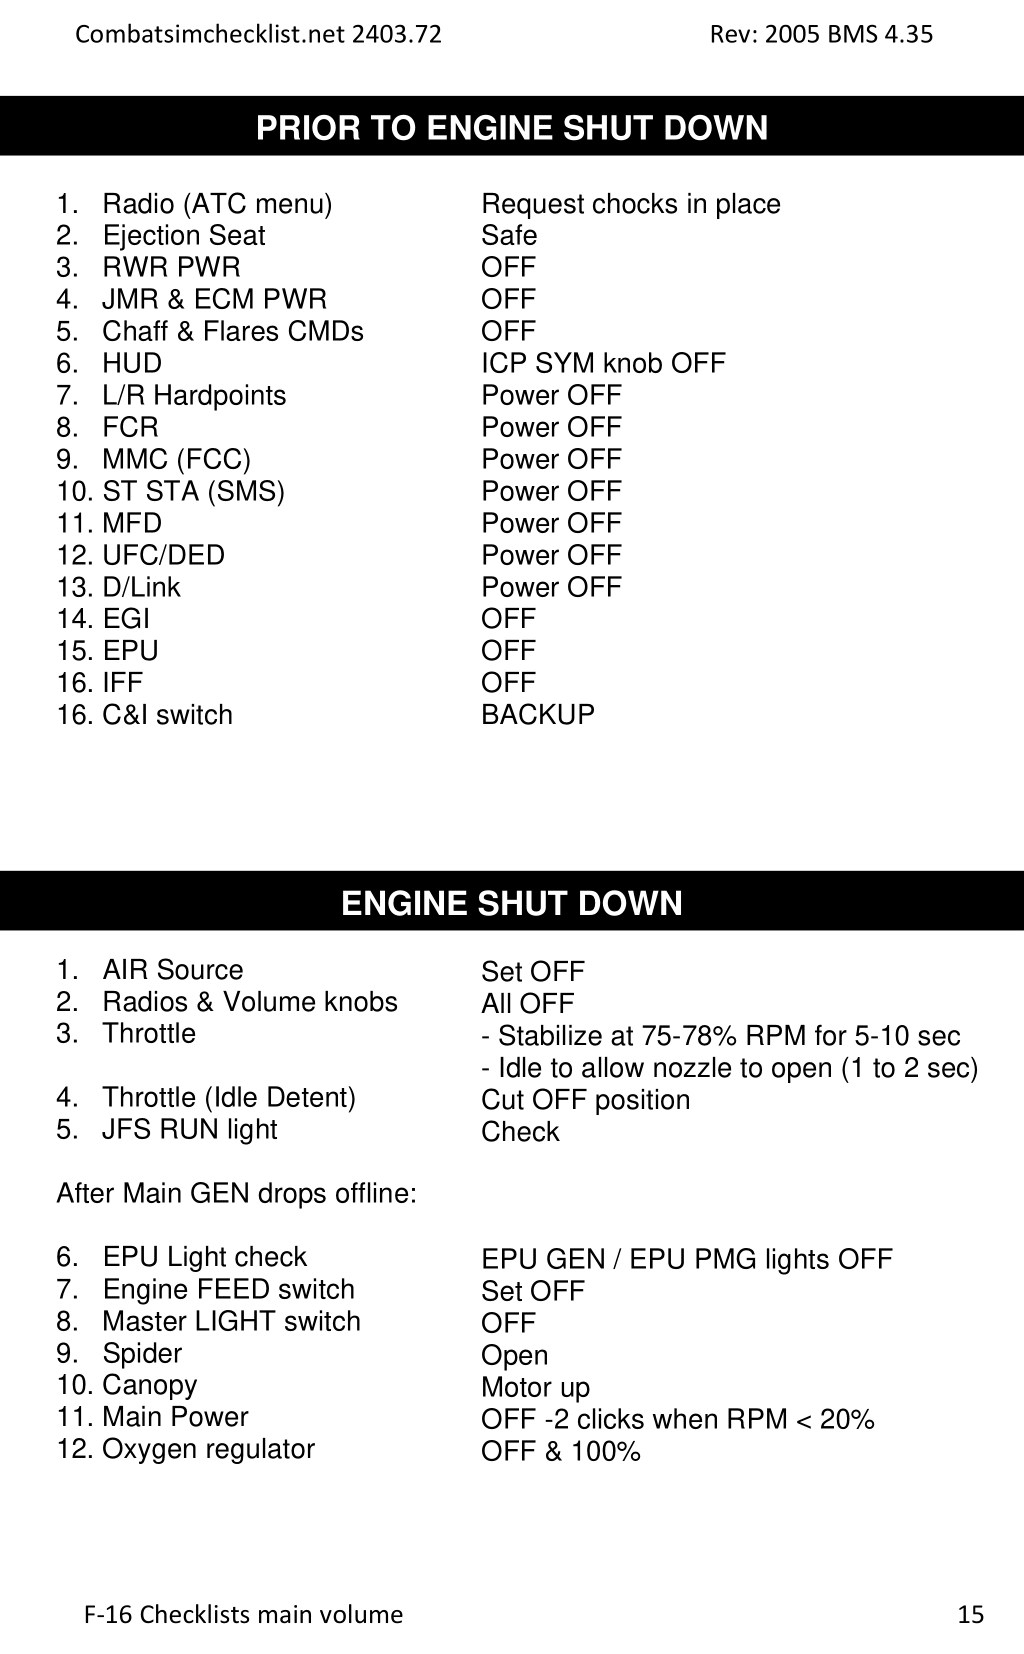 Combatsimchecklist.net 2403.72 Rev: 2005 BMS 4.35
PRIOR TO ENGINE SHUT DOWN
1. Radio (ATC menu) Request chocks in place
2. Ejection Seat Safe
3. RWR PWR OFF
4. JMR & ECM PWR OFF
5. Chaff & Flares CMDs OFF
6. HUD ICP SYM knob OFF
7. L/R Hardpoints Power OFF
8. FCR Power OFF
9. MMC (FCC) Power OFF
10. ST STA (SMS) Power OFF
11. MFD Power OFF
12. UFC/DED Power OFF
13. D/Link Power OFF
14. EGI OFF
15. EPU OFF
16. IFF OFF
16. C&I switch BACKUP
ENGINE SHUT DOWN
1. AIR Source Set OFF
2. Radios & Volume knobs All OFF
3. Throttle - Stabilize at 75-78% RPM for 5-10 sec
- Idle to allow nozzle to open (1 to 2 sec)
4. Throttle (Idle Detent) Cut OFF position
5. JFS RUN light Check
After Main GEN drops offline:
6. EPU Light check EPU GEN / EPU PMG lights OFF
7. Engine FEED switch Set OFF
8. Master LIGHT switch OFF
9. Spider Open
10. Canopy Motor up
11. Main Power OFF -2 clicks when RPM < 20%
12. Oxygen regulator OFF & 100%
F-16 Checklists main volume 15